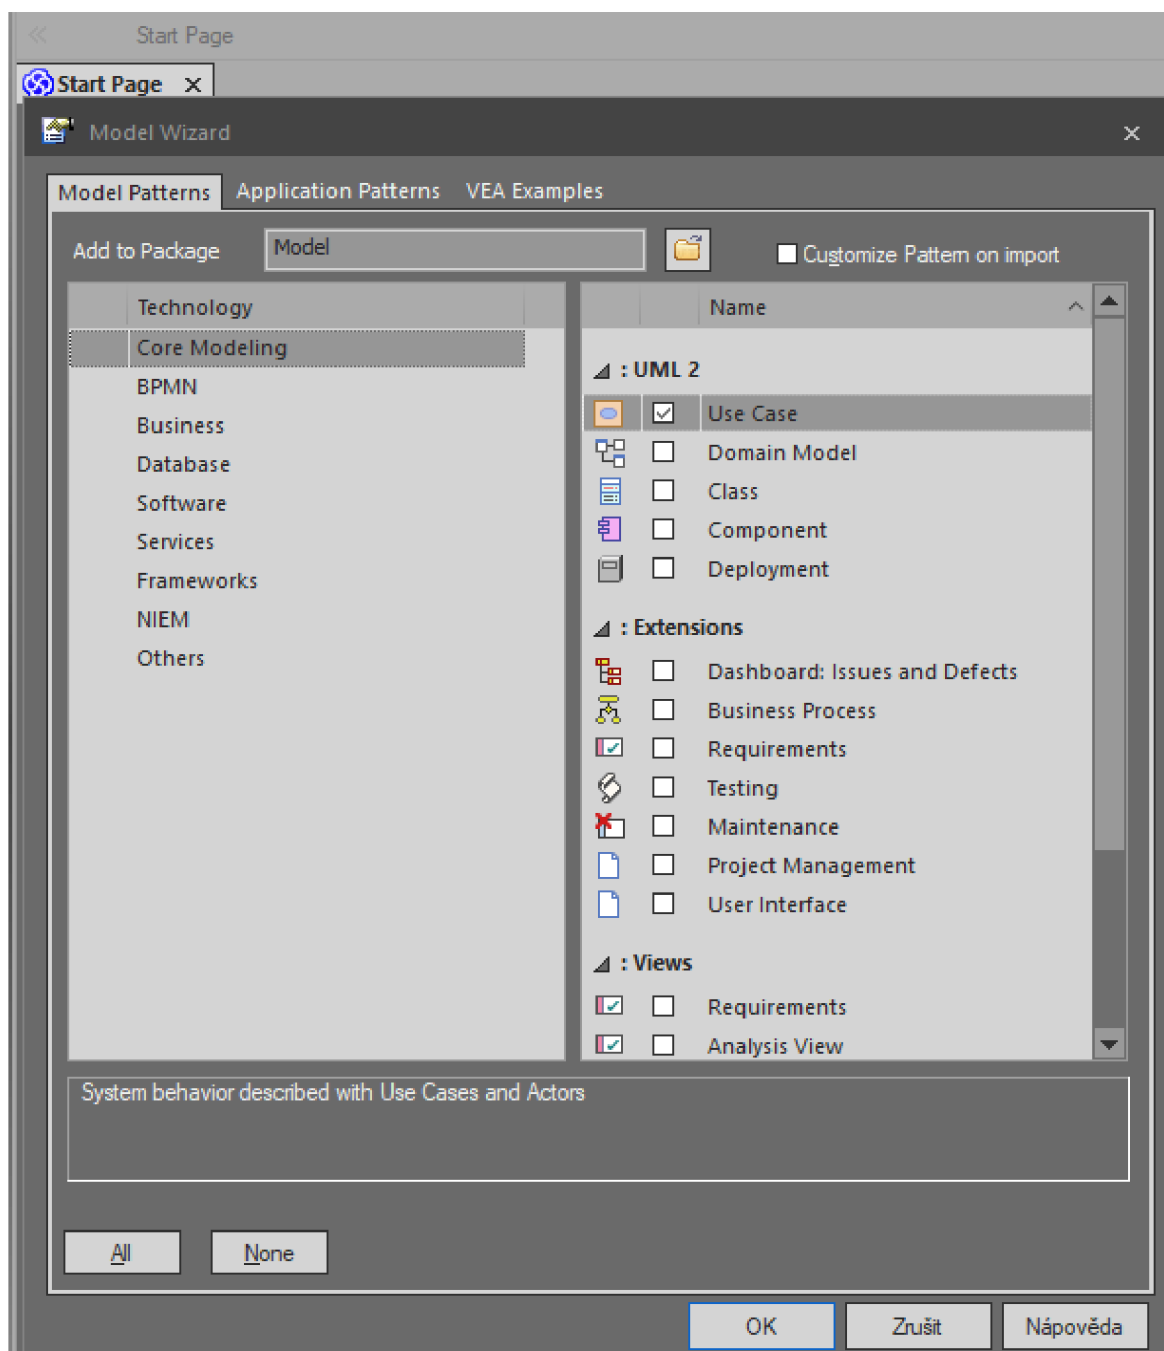 Start Page
Start Page
Model Wizard
Model Patterns Application Patterns VEA Examples
Add to Package Model Customize Pattern on import
Technology
Core Modeling
BPMN
Business
Database
Software
Services
Frameworks
NIEM
Others
Name
: UML 2
Use Case
Domain Model
Class
Component
Deployment
: Extensions
Dashboard: Issues and Defects
Business Process
Requirements
Testing
Maintenance
Project Management
User Interface
: Views
Requirements
Analysis View
System behavior described with Use Cases and Actors
All None
OK Zrušit Nápověda